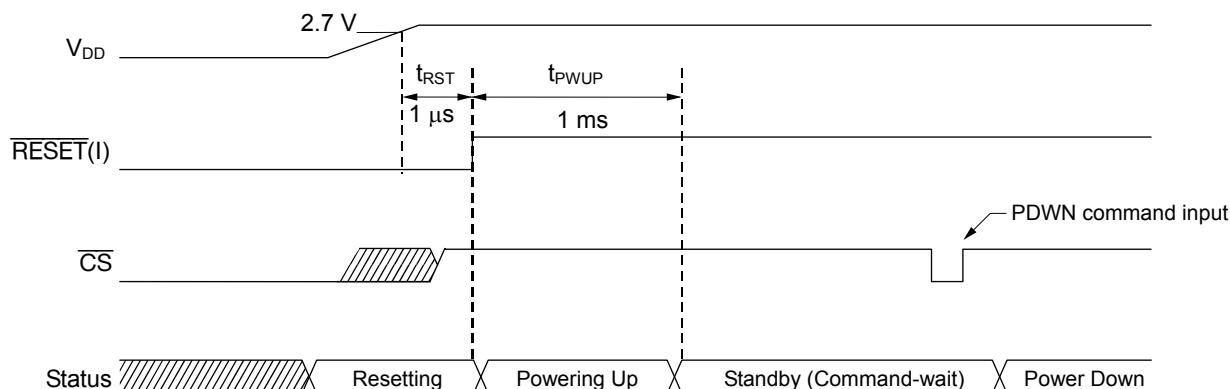 2.7 V
VDD
tRST
tPWUP
1 μs
1 ms
RESET(I)
PDWN command input
CS
Status
Resetting
Powering Up
Standby (Command-wait)
Power Down